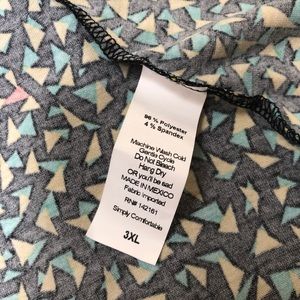 96 % Polyester
4 % Spandex
Machine Wash Cold
Gentle Cycle
Do Not Bleach
Hang Dry
OR you'll be sad
MADE IN MEXICO
Fabric Imported
RN# 142161
Simply Comfortable
3XL